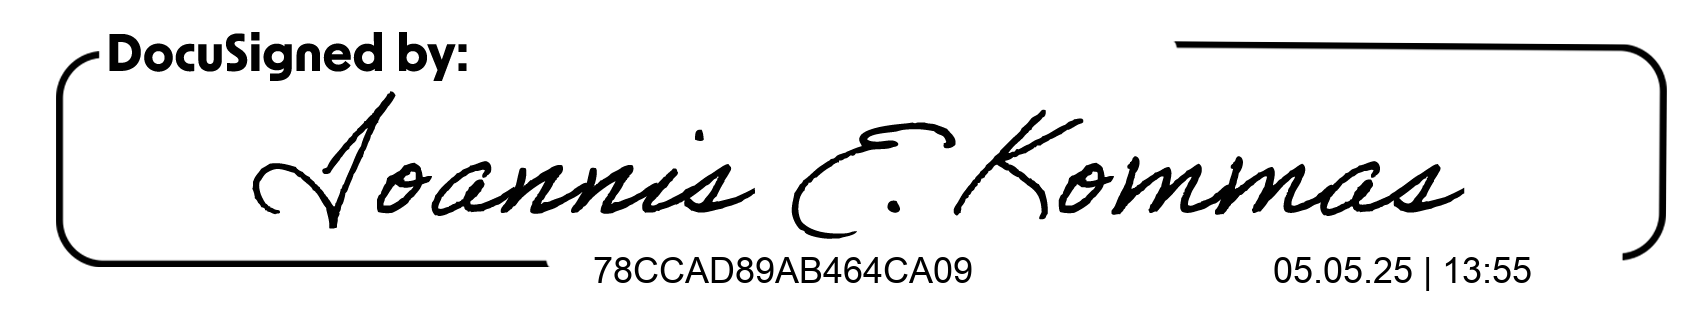 DocuSigned by:
Ioannis E. Kommas
78CCAD89AB464CA09 05.05.25 | 13:55